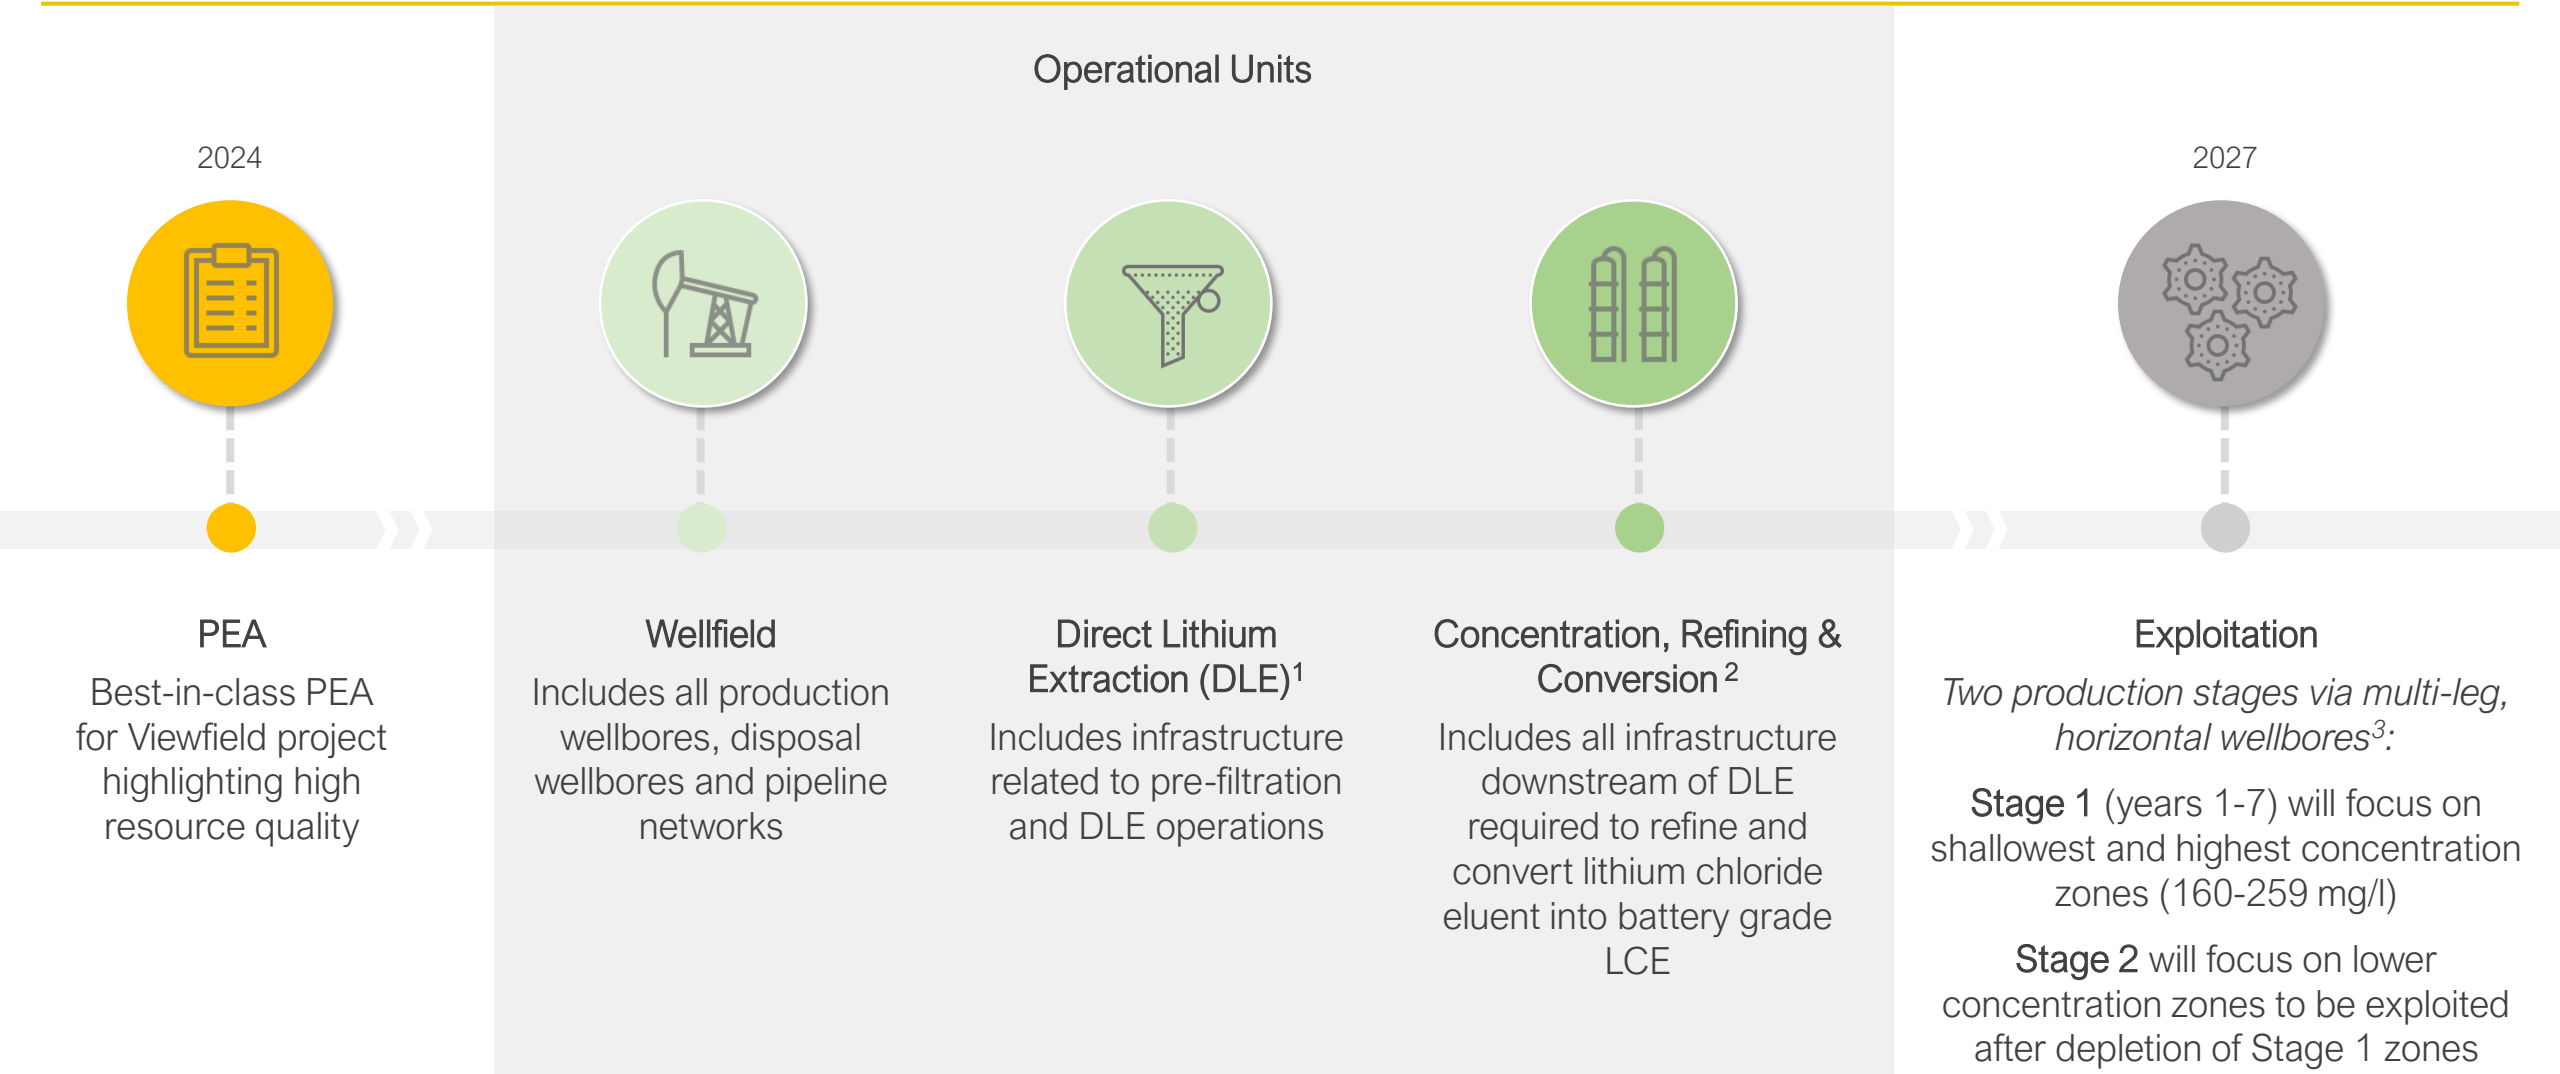 Operational Units
2024
2027
PEA
Best-in-class PEA
for Viewfield project
highlighting high
resource quality
Wellfield
Includes all production
wellbores, disposal
wellbores and pipeline
networks
Direct Lithium
Extraction (DLE)1
Includes infrastructure
related to pre-filtration
and DLE operations
Concentration, Refining &
Conversion 2
Includes all infrastructure
downstream of DLE
required to refine and
convert lithium chloride
eluent into battery grade
LCE
Exploitation
Two production stages via multi-leg,
horizontal wellbores3:
Stage 1 (years 1-7) will focus on
shallowest and highest concentration
zones (160-259 mg/l)
Stage 2 will focus on lower
concentration zones to be exploited
after depletion of Stage 1 zones